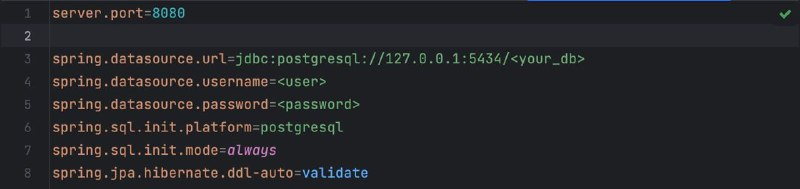 1 server.port=8080
2
3 spring.datasource.url=jdbc:postgresql://127.0.0.1:5434/<your_db>
4 spring.datasource.username=<user>
5 spring.datasource.password=<password>
6 spring.sql.init.platform=postgresql
7 spring.sql.init.mode=always
8 spring.jpa.hibernate.ddl-auto=validate